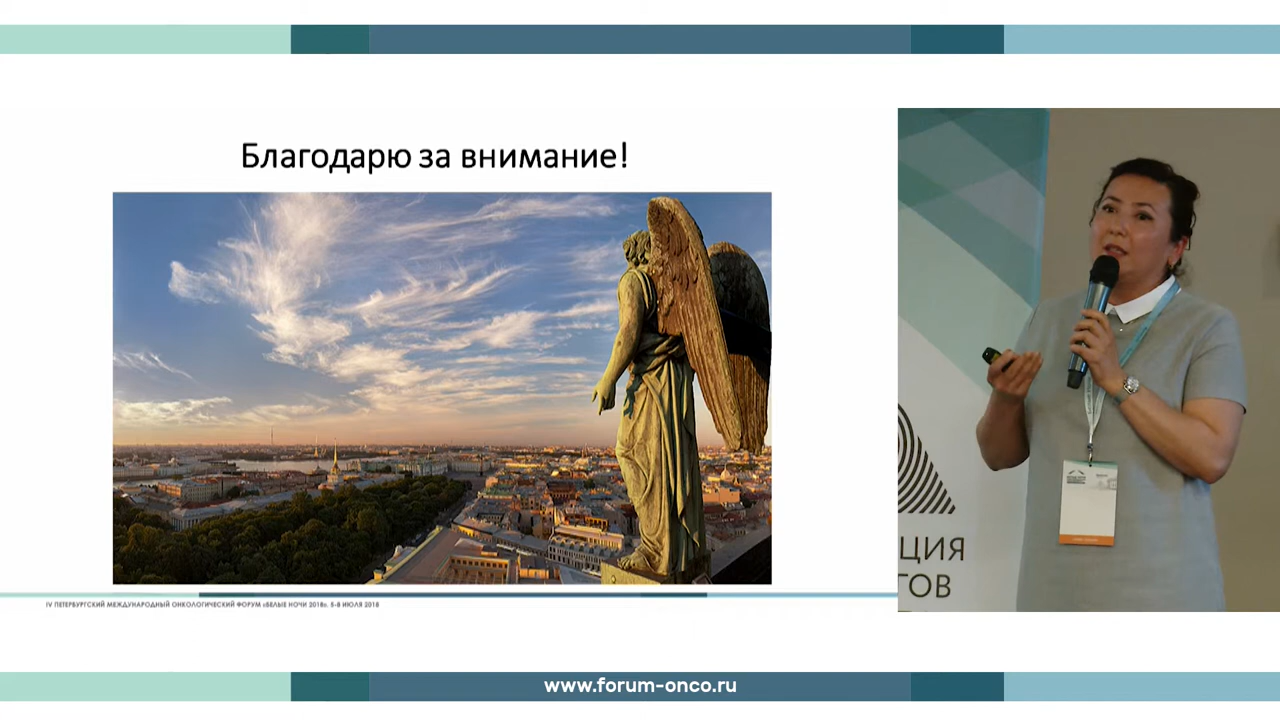 Благодарю за внимание!
ЦИЯ
ГОВ
IV ПЕТЕРБУРГСКИЙ МЕЖДУНАРОДНЫЙ ОНКОЛОГИЧЕСКИЙ ФОРУМ «БЕЛЫЕ НОЧИ 2018». 5-8 ИЮЛЯ 2018
www.forum-onco.ru